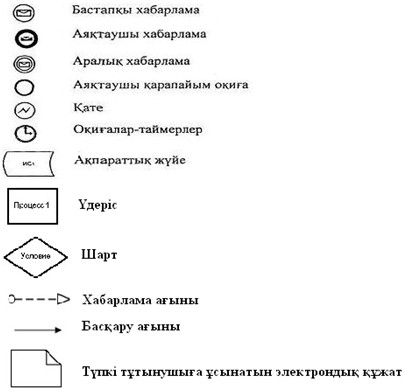 Бастапқы хабарлама
Аяқтаушы хабарлама
Аралық хабарлама
Аяқтаушы қарапайым оқиға
Қате
Оқиғалар-таймерлер
ИС1 Ақпараттық жүйе
Процесс 1 Үдеріс
Условие Шарт
Хабарлама ағыны
Басқару ағыны
Түпкі тұтынушыға ұсынатын электрондық құжат